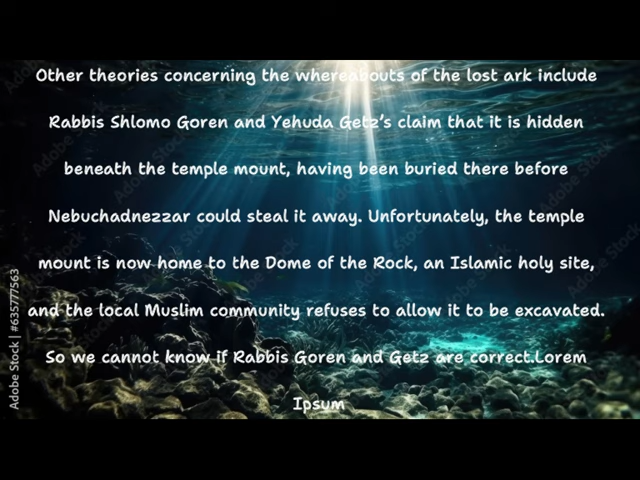 Other theories concerning the whereabouts of the lost ark include
Rabbis Shlomo Goren and Yehuda Getz's claim that it is hidden
beneath the temple mount, having been buried there before
Nebuchadnezzar could steal it away. Unfortunately, the temple
mount is now home to the Dome of the Rock, an Islamic holy site,
and the local Muslim community refuses to allow it to be excavated.
So we cannot know if Rabbis Goren and Getz are correct.Lorem
Ipsum
Adobe Stock | #635777563